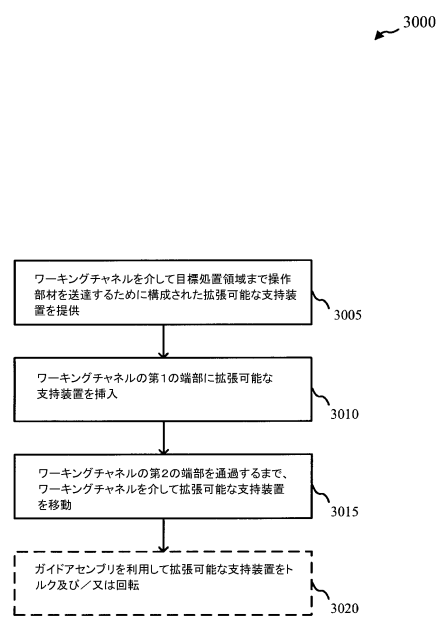 3000
ワーキングチャネルを介して目標処置領域まで操作
部材を送達するために構成された拡張可能な支持装
置を提供
3005
ワーキングチャネルの第1の端部に拡張可能な
支持装置を挿入
3010
ワーキングチャネルの第2の端部を通過するまで、
ワーキングチャネルを介して拡張可能な支持装置
を移動
3015
ガイドアセンブリを利用して拡張可能な支持装置をト
ルク及び/又は回転
3020